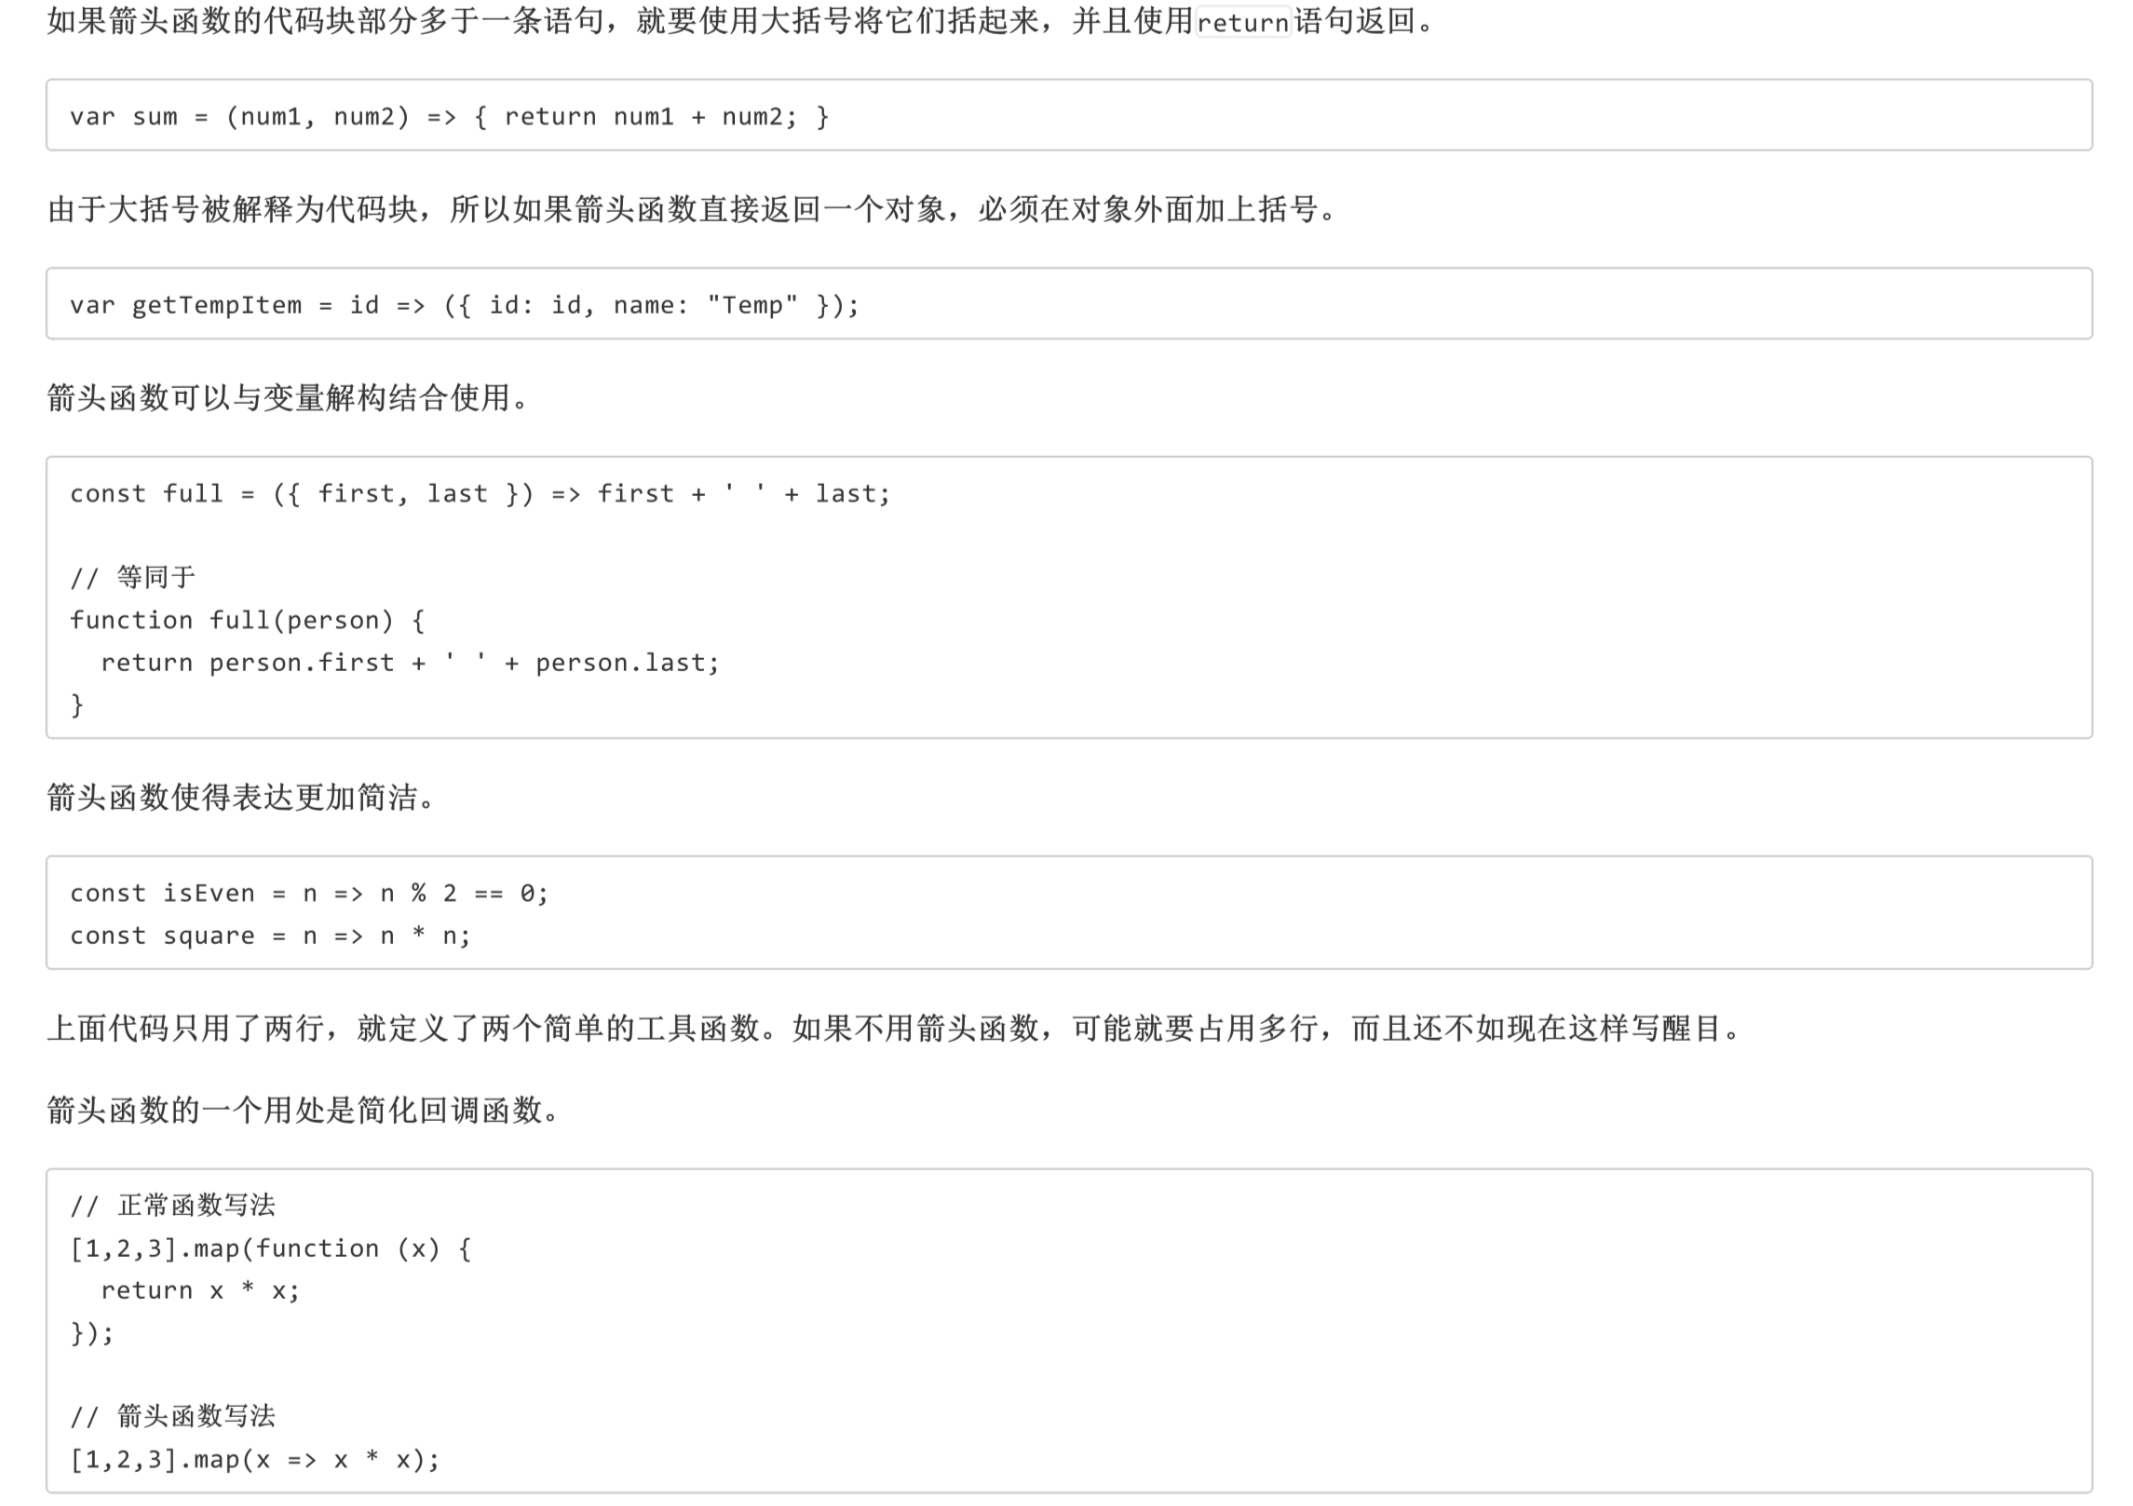 如果箭头函数的代码块部分多于一条语句，就要使用大括号将它们括起来，并且使用return语句返回。
var sum = (num1, num2) => { return num1 + num2; }
由于大括号被解释为代码块，所以如果箭头函数直接返回一个对象，必须在对象外面加上括号。
var getTempItem = id => ({ id: id, name: "Temp" });
箭头函数可以与变量解构结合使用。
const full = ({ first, last }) => first + ' ' + last;
// 等同于
function full(person) {
  return person.first + ' ' + person.last;
}
箭头函数使得表达更加简洁。
const isEven = n => n % 2 == 0;
const square = n => n * n;
上面代码只用了两行，就定义了两个简单的工具函数。如果不用箭头函数，可能就要占用多行，而且还不如现在这样写醒目。
箭头函数的一个用处是简化回调函数。
// 正常函数写法
[1,2,3].map(function (x) {
  return x * x;
});
// 箭头函数写法
[1,2,3].map(x => x * x);